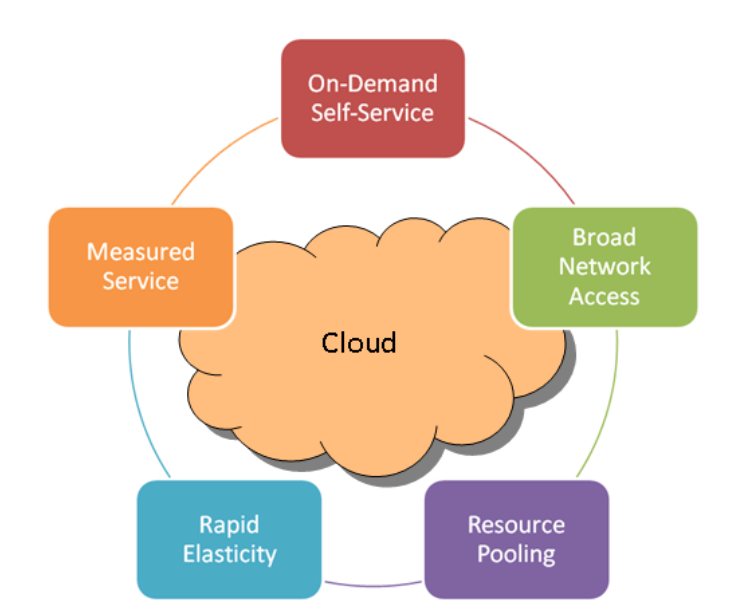 On-Demand
Self-Service
Measured
Service
Broad
Network
Access
Cloud
Rapid
Elasticity
Resource
Pooling